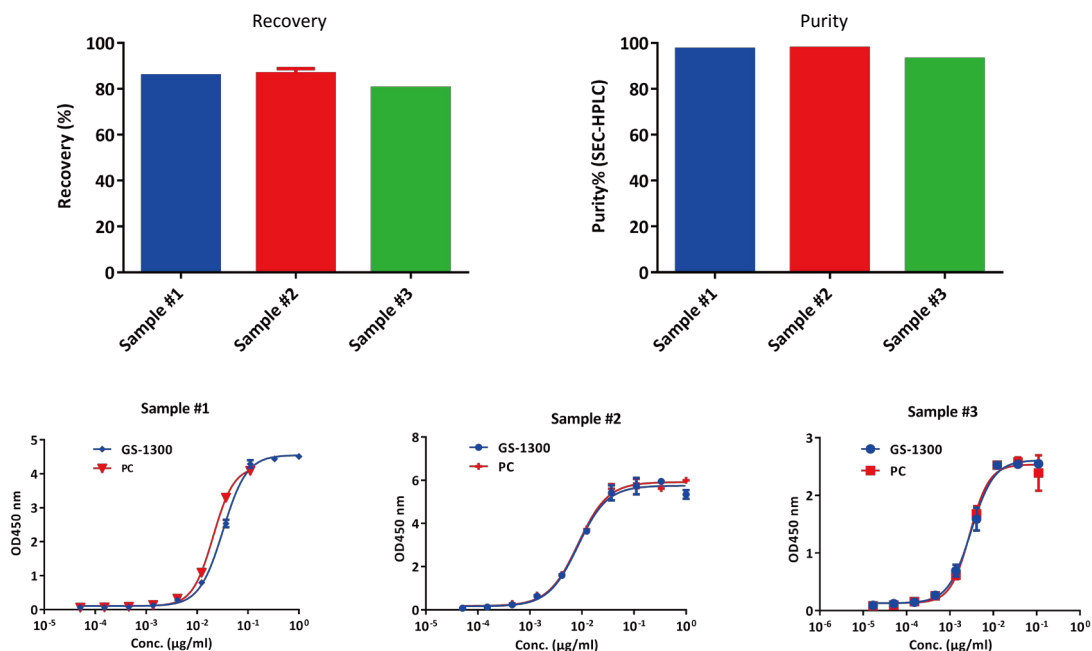 Recovery
Recovery (%)
100
80
60
40
20
0
Sample #1
Sample #2
Sample #3
Purity
Purity% (SEC-HPLC)
100
80
60
40
20
0
Sample #1
Sample #2
Sample #3
Sample #1
GS-1300
PC
OD450 nm
5
4
3
2
1
0
10⁻⁵ 10⁻⁴ 10⁻³ 10⁻² 10⁻¹ 10⁰
Conc. (µg/ml)
Sample #2
GS-1300
PC
OD450 nm
8
6
4
2
0
10⁻⁵ 10⁻⁴ 10⁻³ 10⁻² 10⁻¹ 10⁰
Conc. (µg/ml)
Sample #3
GS-1300
PC
OD450 nm
3
2
1
0
10⁻⁶ 10⁻⁵ 10⁻⁴ 10⁻³ 10⁻² 10⁻¹ 10⁰
Conc. (µg/ml)